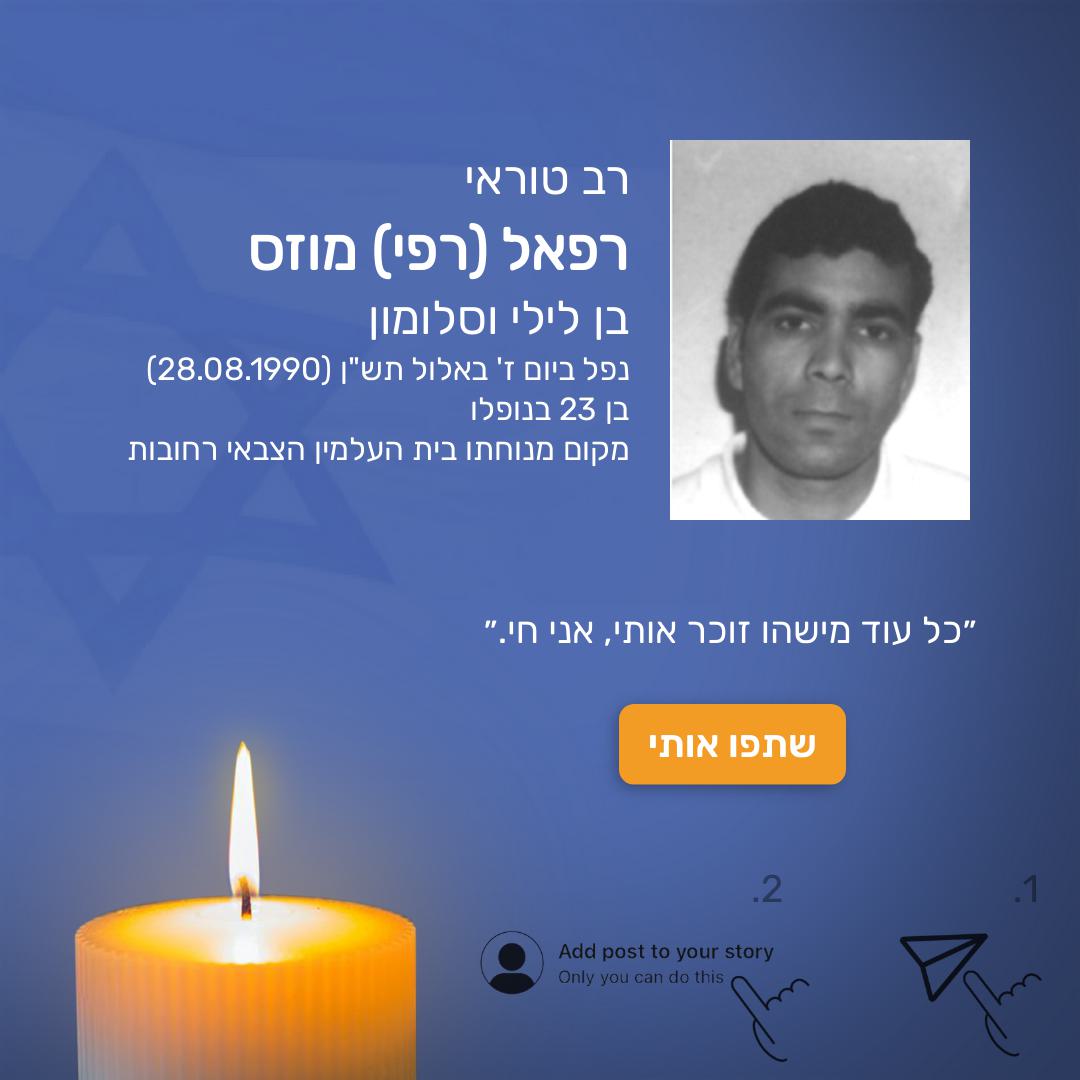 רב טוראי
רפאל (רפי) מוזס
בן לילי וסלומון
נפל ביום ז' באלול תש"ן (28.08.1990)
בן 23 בנופלו
מקום מנוחתו בית העלמין הצבאי רחובות
״כל עוד מישהו זוכר אותי, אני חי.״
שתפו אותי
.1
.2
Add post to your story
Only you can do this